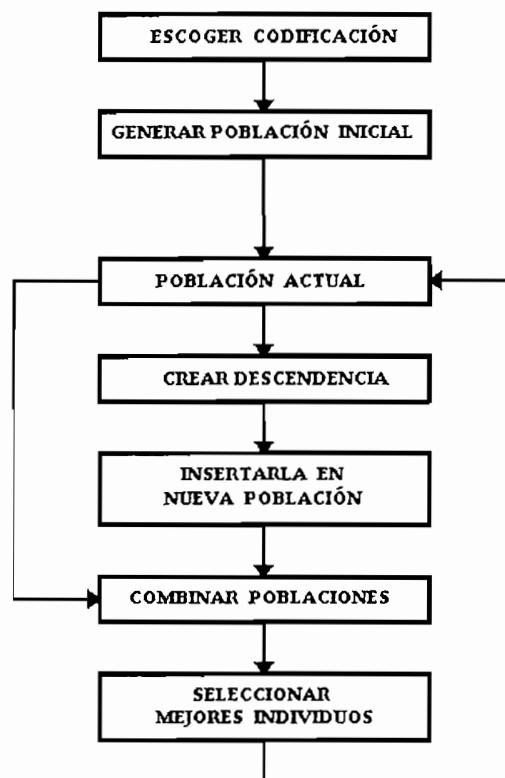 ESCOGER CODIFICACIÓN
GENERAR POBLACIÓN INICIAL
POBLACIÓN ACTUAL
CREAR DESCENDENCIA
INSERTARLA EN
NUEVA POBLACIÓN
COMBINAR POBLACIONES
SELECCIONAR
MEJORES INDIVIDUOS